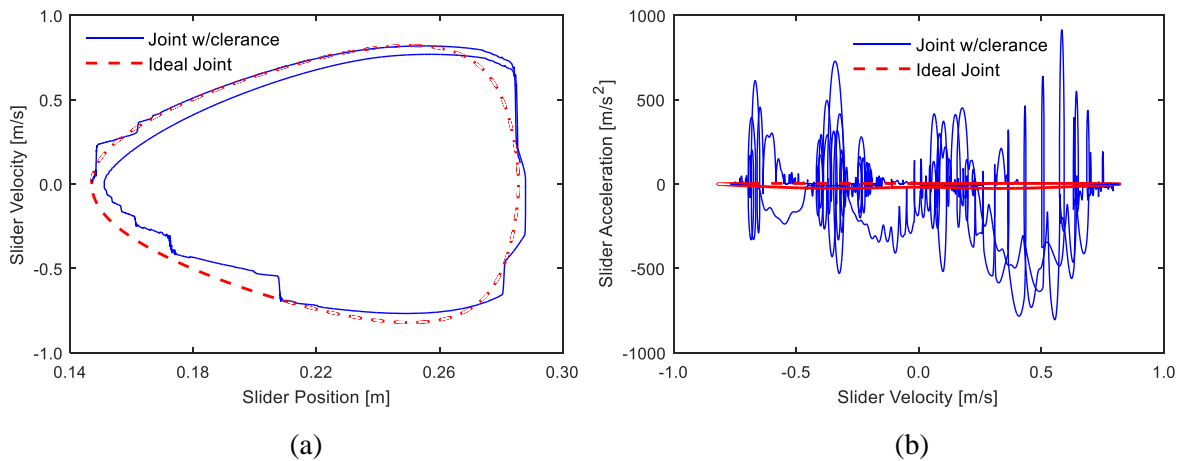 1.0
0.5
0.0
-0.5
-1.0
Slider Velocity [m/s]
Joint w/clerance
Ideal Joint
0.14
0.18
0.22
0.26
0.30
Slider Position [m]
(a)
1000
500
0
-500
-1000
Slider Acceleration [m/s²]
Joint w/clerance
Ideal Joint
-1.0
-0.5
0.0
0.5
1.0
Slider Velocity [m/s]
(b)